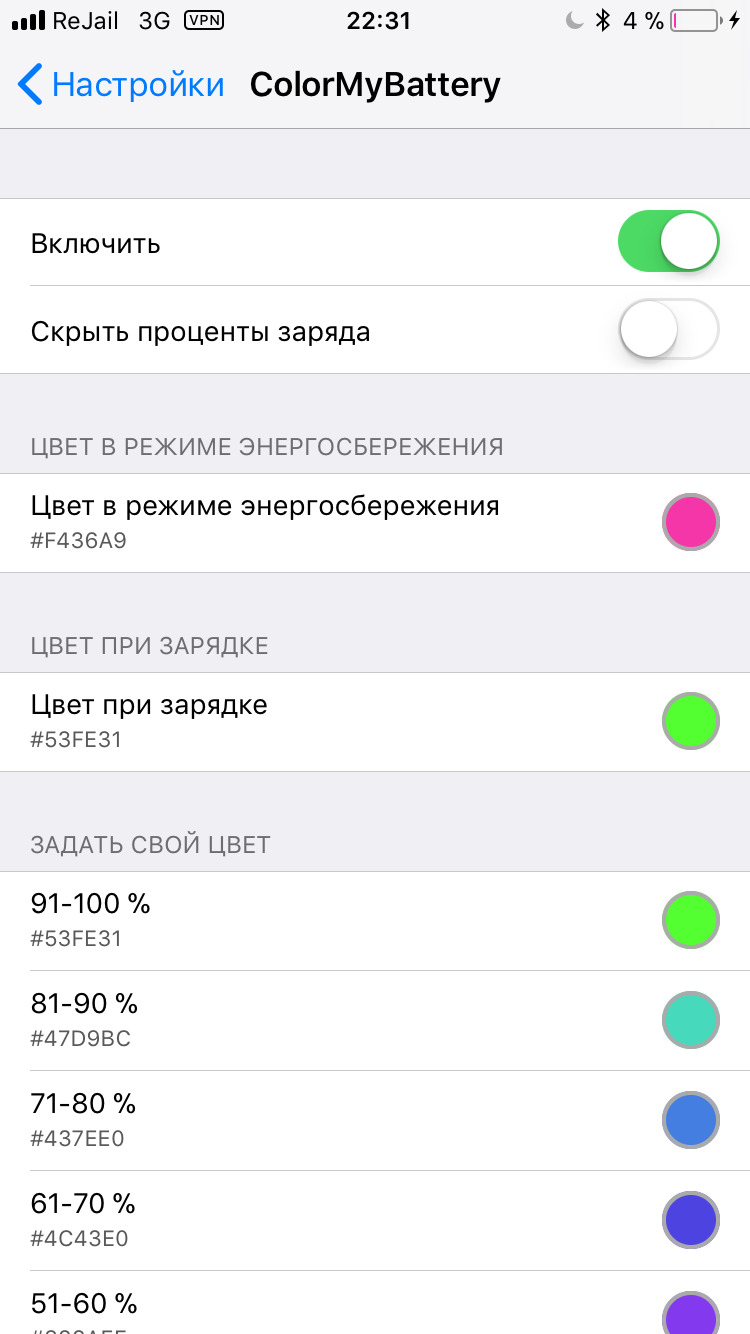 ReJail 3G VPN 22:31 4 %
Настройки ColorMyBattery
Включить
Скрыть проценты заряда
ЦВЕТ В РЕЖИМЕ ЭНЕРГОСБЕРЕЖЕНИЯ
Цвет в режиме энергосбережения
#F436A9
ЦВЕТ ПРИ ЗАРЯДКЕ
Цвет при зарядке
#53FE31
ЗАДАТЬ СВОЙ ЦВЕТ
91-100 %
#53FE31
81-90 %
#47D9BC
71-80 %
#437EE0
61-70 %
#4C43E0
51-60 %